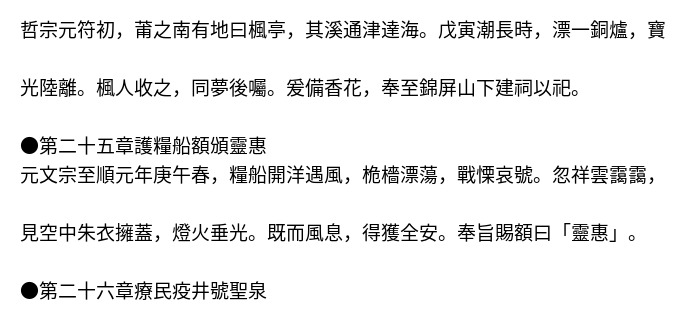 哲宗元符初，莆之南有地曰楓亭，其溪通津達海。戊寅潮長時，漂一銅爐，寶
光陸離。楓人收之，同夢後囑。爰備香花，奉至錦屏山下建祠以祀。
●第二十五章護糧船額頒靈惠
元文宗至順元年庚午春，糧船開洋遇風，桅檣漂蕩，戰慄哀號。忽祥雲靄靄，
見空中朱衣擁蓋，燈火垂光。既而風息，得獲全安。奉旨賜額曰「靈惠」。
●第二十六章療民疫井號聖泉